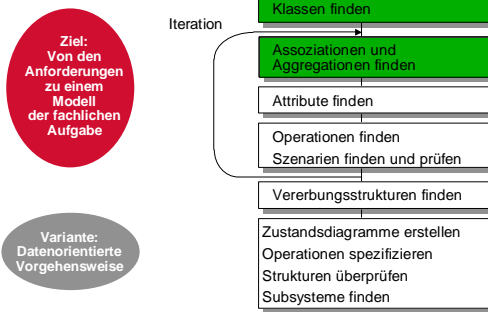 Iteration
Klassen finden
Ziel:
Von den
Anforderungen
zu einem
Modell
der fachlichen
Aufgabe
Assoziationen und
Aggregationen finden
Attribute finden
Operationen finden
Szenarien finden und prüfen
Vererbungsstrukturen finden
Variante:
Datenorientierte
Vorgehensweise
Zustandsdiagramme erstellen
Operationen spezifizieren
Strukturen überprüfen
Subsysteme finden